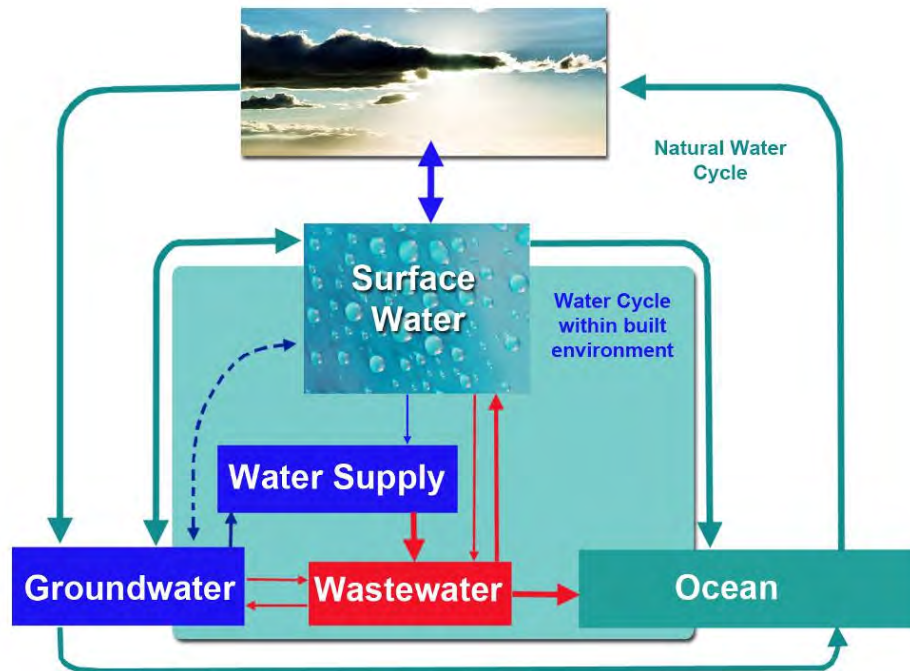 Natural Water
Cycle
Surface
Water
Water Cycle
within built
environment
Water Supply
Groundwater
Wastewater
Ocean